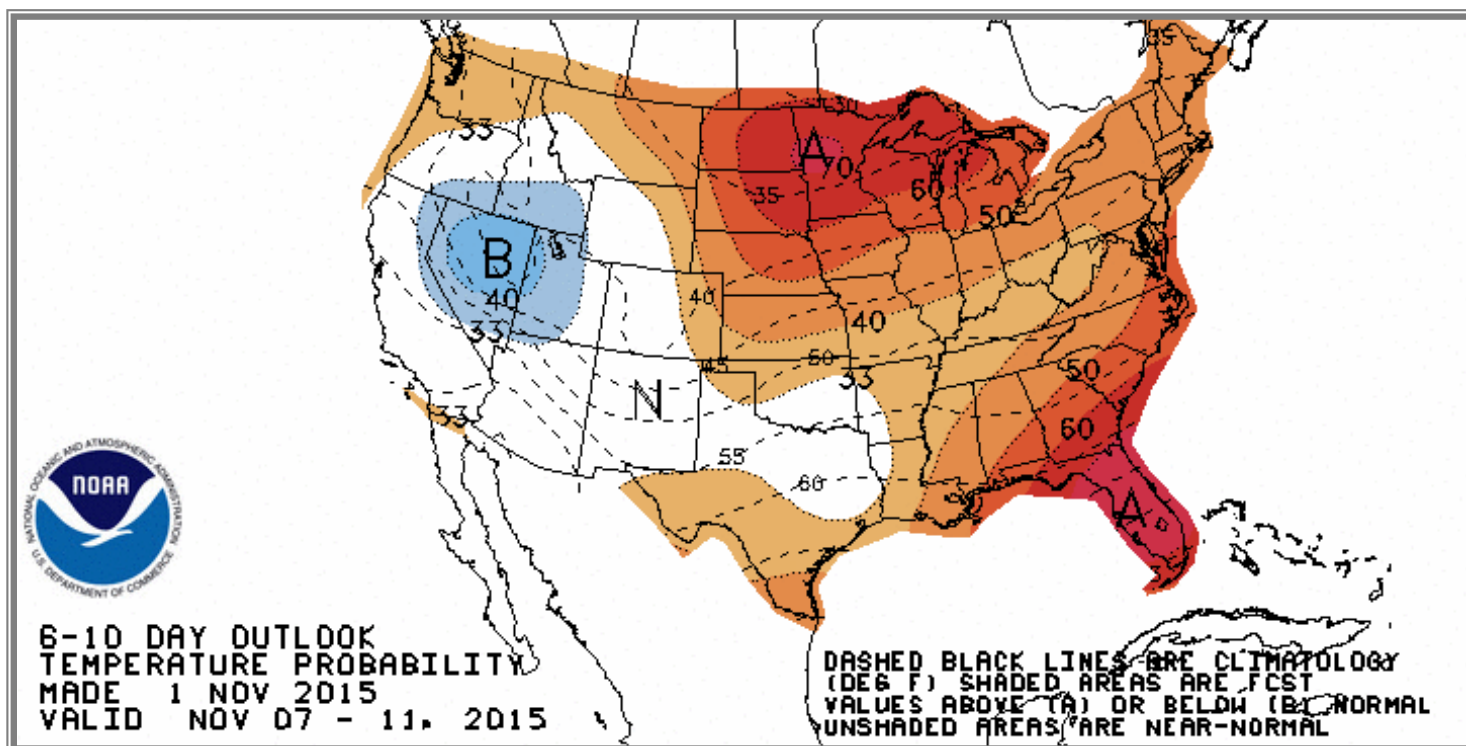 35
33
A
70
30
35
60
50
B
40
33
40
40
50
45
33
N
33
50
60
55
60
A
NATIONAL OCEANIC AND ATMOSPHERIC ADMINISTRATION
NOAA
U.S. DEPARTMENT OF COMMERCE
6-10 DAY OUTLOOK
TEMPERATURE PROBABILITY
MADE 1 NOV 2015
VALID NOV 07 - 11, 2015
DASHED BLACK LINES ARE CLIMATOLOGY
(DEG F) SHADED AREAS ARE FCST
VALUES ABOVE (A) OR BELOW (B) NORMAL
UNSHADED AREAS ARE NEAR-NORMAL